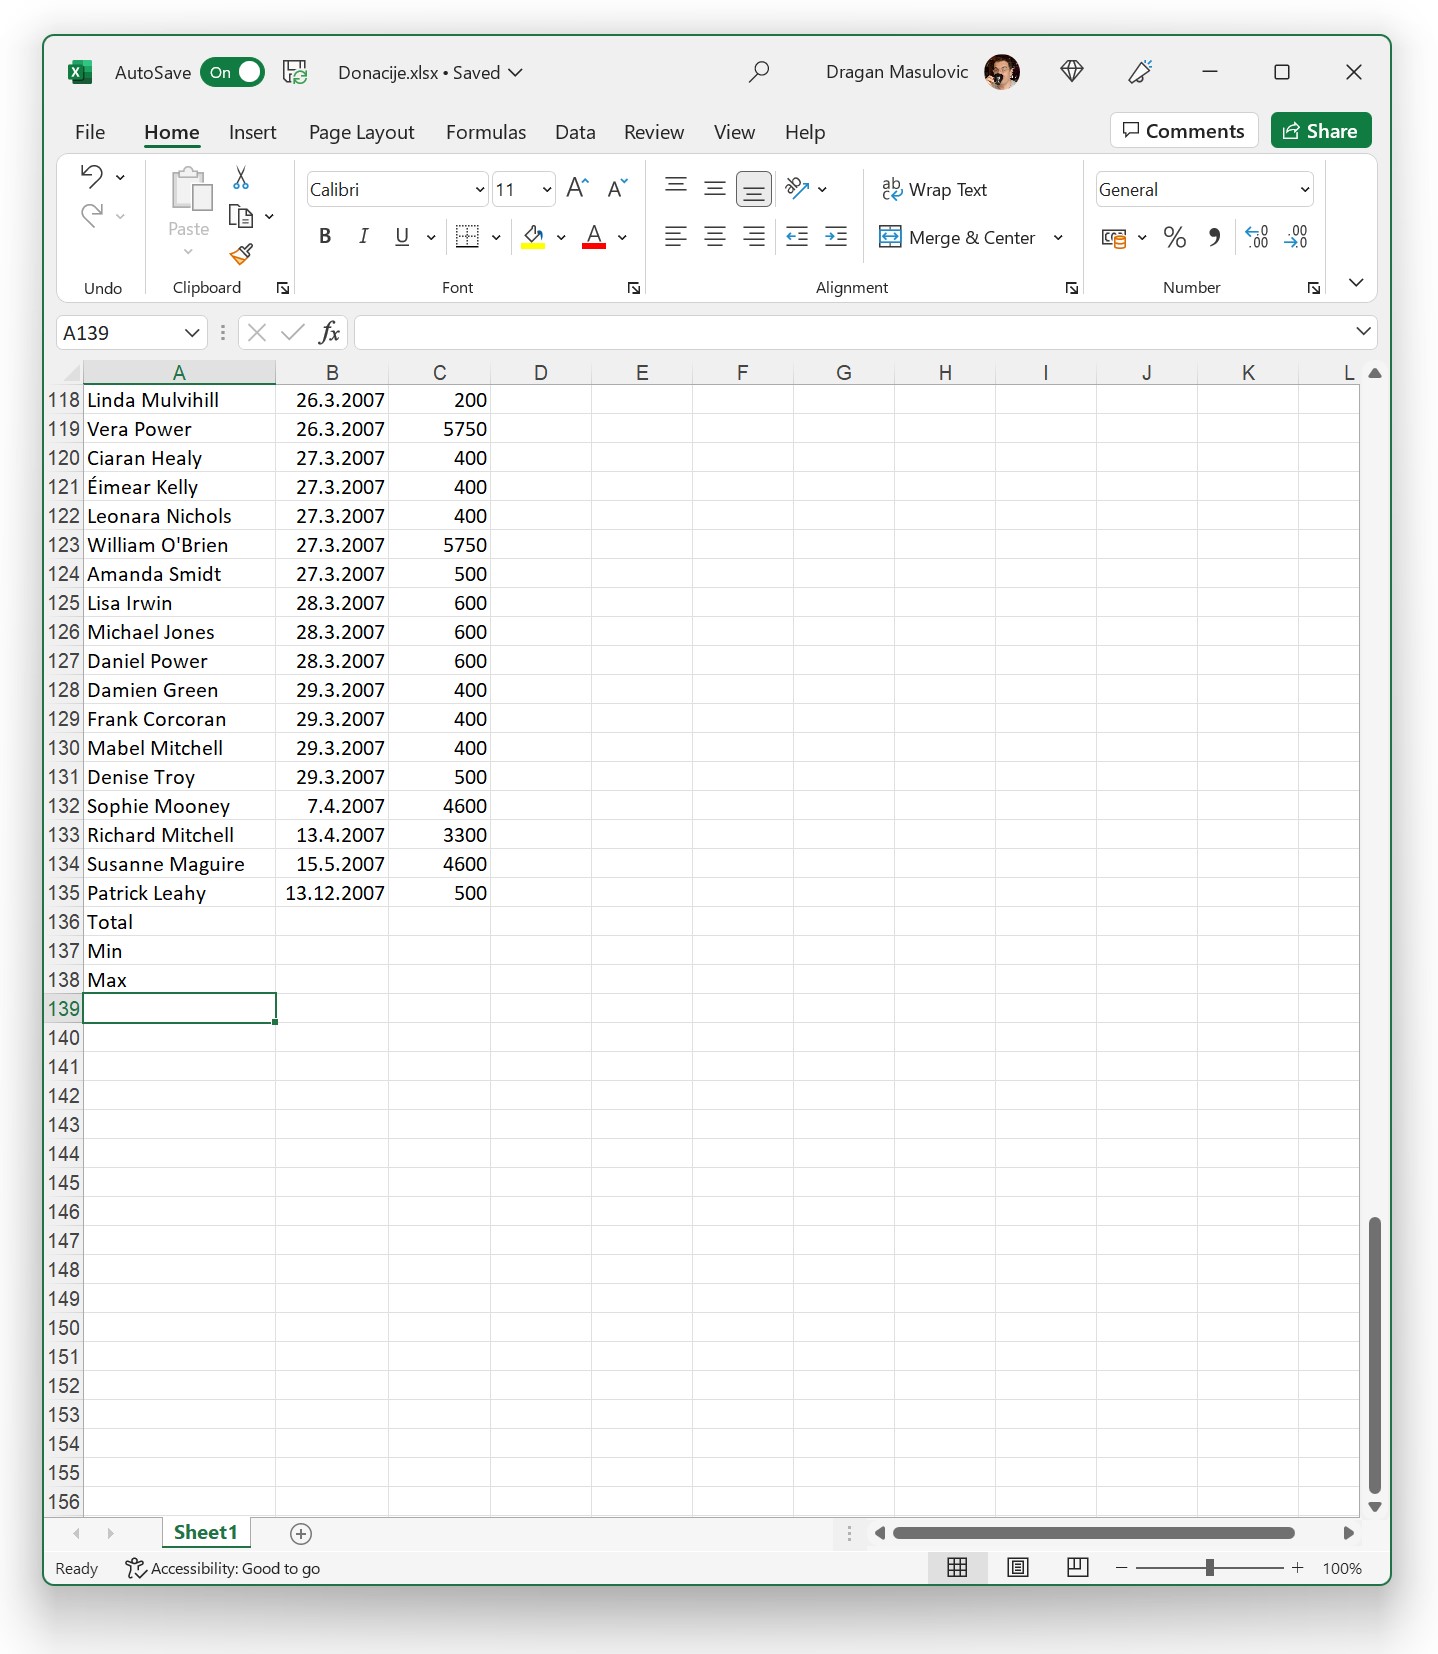 AutoSave On Donacije.xlsx • Saved Dragan Masulovic
File Home Insert Page Layout Formulas Data Review View Help Comments Share
Paste Calibri 11 A A ab Wrap Text General
B I U A Merge & Center % .00 .00
Undo Clipboard Font Alignment Number
A139 fx
A B C D E F G H I J K L
118 Linda Mulvihill 26.3.2007 200
119 Vera Power 26.3.2007 5750
120 Ciaran Healy 27.3.2007 400
121 Éimear Kelly 27.3.2007 400
122 Leonara Nichols 27.3.2007 400
123 William O'Brien 27.3.2007 5750
124 Amanda Smidt 27.3.2007 500
125 Lisa Irwin 28.3.2007 600
126 Michael Jones 28.3.2007 600
127 Daniel Power 28.3.2007 600
128 Damien Green 29.3.2007 400
129 Frank Corcoran 29.3.2007 400
130 Mabel Mitchell 29.3.2007 400
131 Denise Troy 29.3.2007 500
132 Sophie Mooney 7.4.2007 4600
133 Richard Mitchell 13.4.2007 3300
134 Susanne Maguire 15.5.2007 4600
135 Patrick Leahy 13.12.2007 500
136 Total
137 Min
138 Max
139
140
141
142
143
144
145
146
147
148
149
150
151
152
153
154
155
156
Sheet1
Ready Accessibility: Good to go 100%